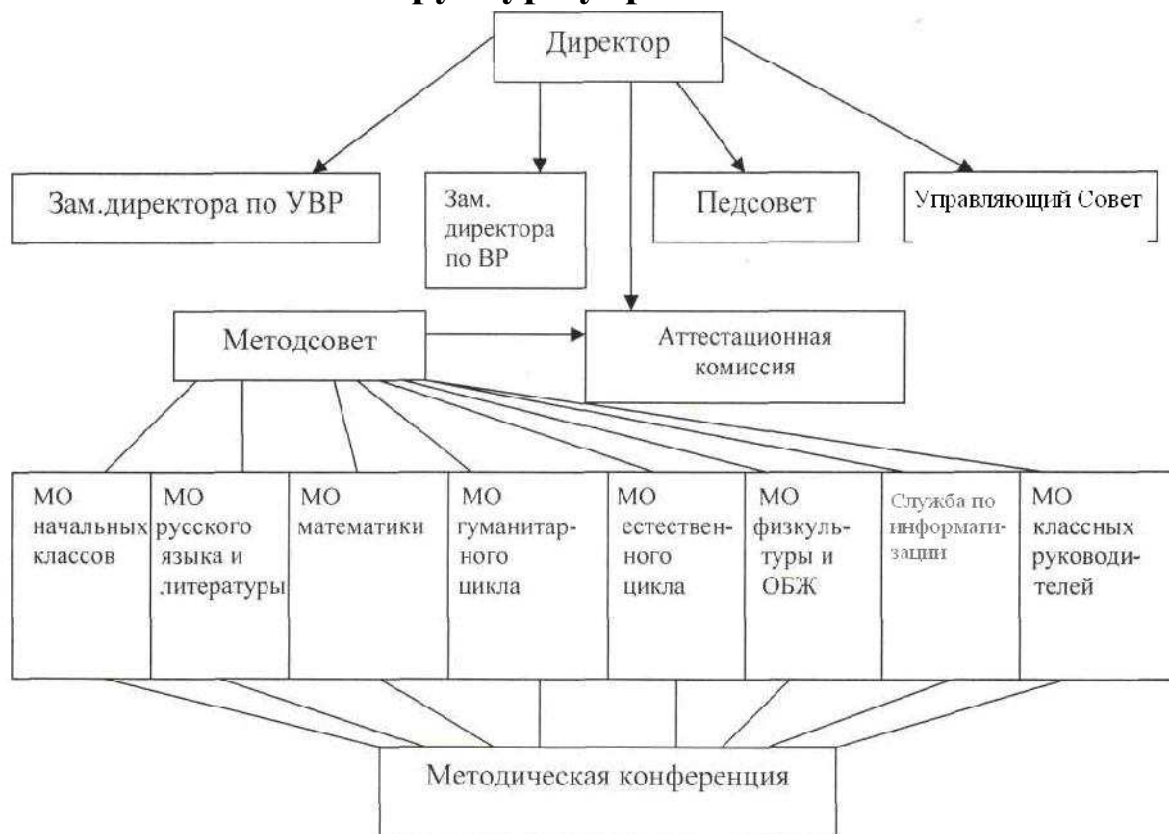 Директор
Зам.директора по УВР
Зам.
директора
по ВР
Педсовет
Управляющий Совет
Методсовет
Аттестационная
комиссия
МО
начальных
классов
МО
русского
языка и
литературы
МО
математики
МО
гуманитар-
ного
цикла
МО
естествен-
ного
цикла
МО
физкуль-
туры и
ОБЖ
Служба по
информати-
зации
МО
классных
руководи-
телей
Методическая конференция